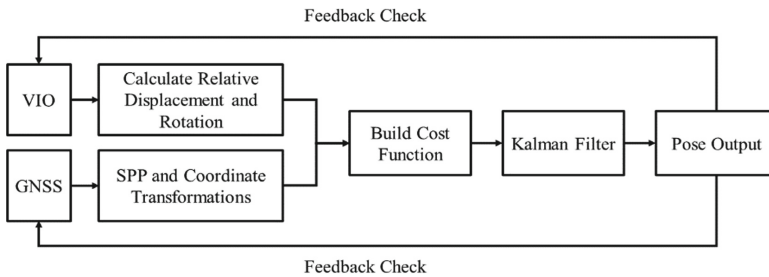 Feedback Check
VIO
Calculate Relative
Displacement and
Rotation
GNSS
SPP and Coordinate
Transformations
Build Cost
Function
Kalman Filter
Pose Output
Feedback Check